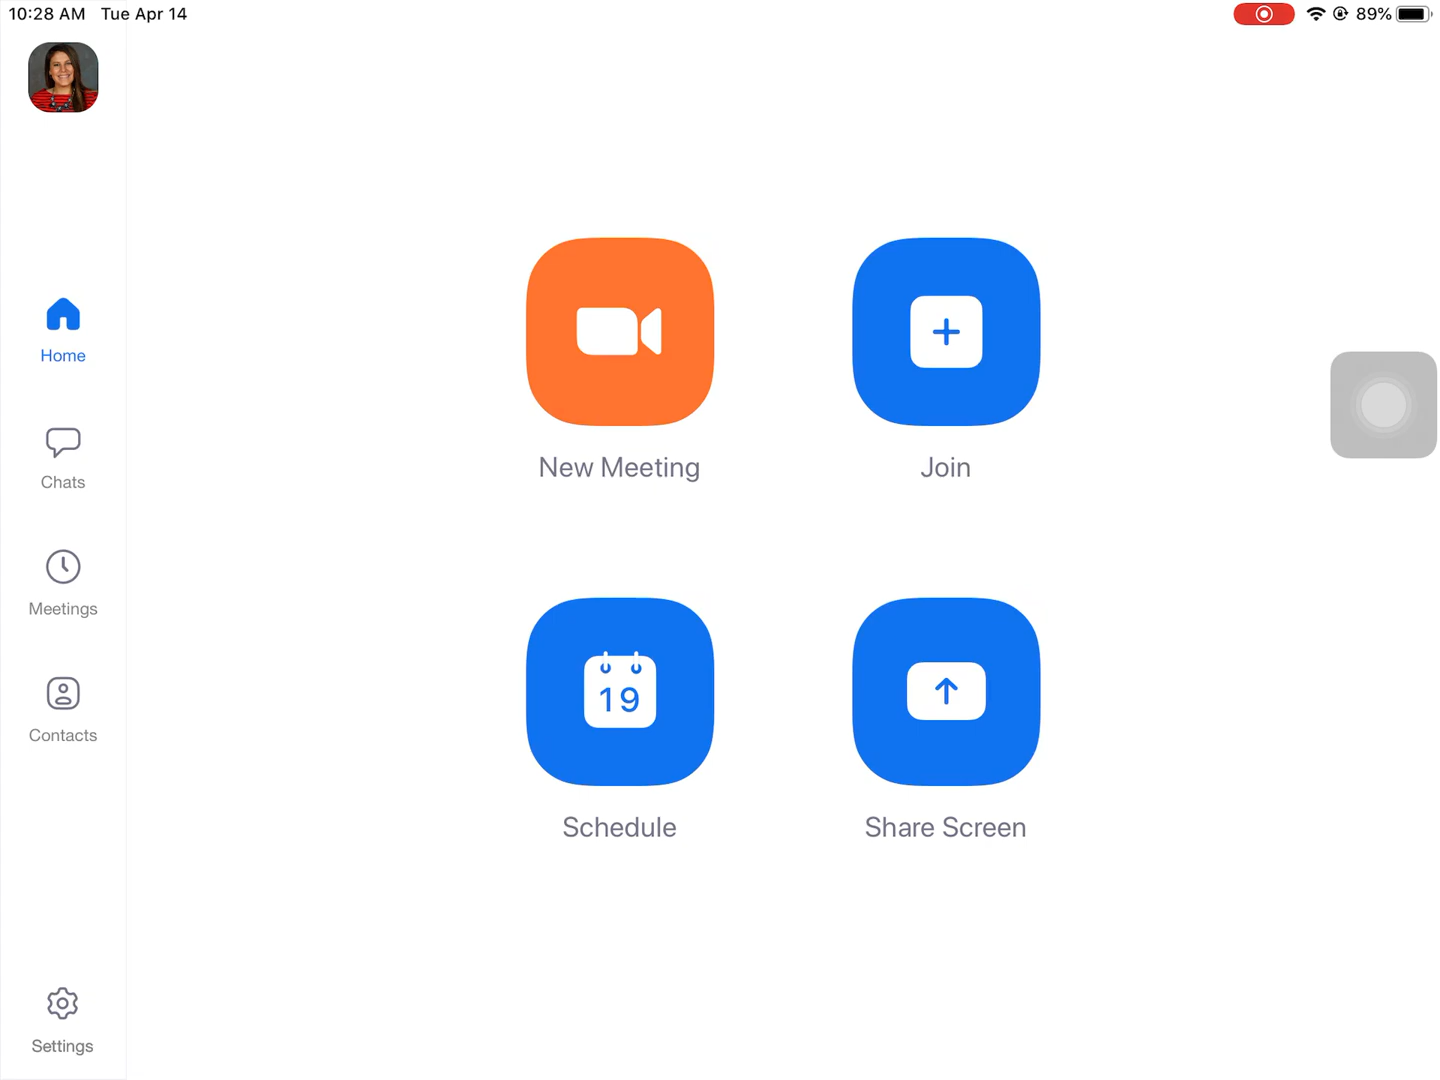 10:28 AM Tue Apr 14
89%
Home
Chats
Meetings
Contacts
Settings
New Meeting
Join
19
Schedule
Share Screen